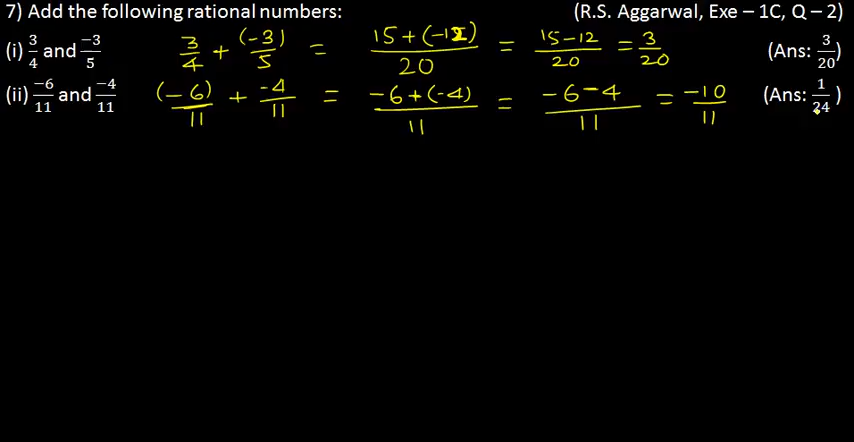 7) Add the following rational numbers: (R.S. Aggarwal, Exe – 1C, Q – 2)
(i) 3/4 and −3/5 3/4 + (−3)/5 = 15+(−12)/20 = 15−12/20 = 3/20 (Ans: 3/20)
(ii) −6/11 and −4/11 (−6)/11 + −4/11 = −6+(−4)/11 = −6−4/11 = −10/11 (Ans: 1/24 )